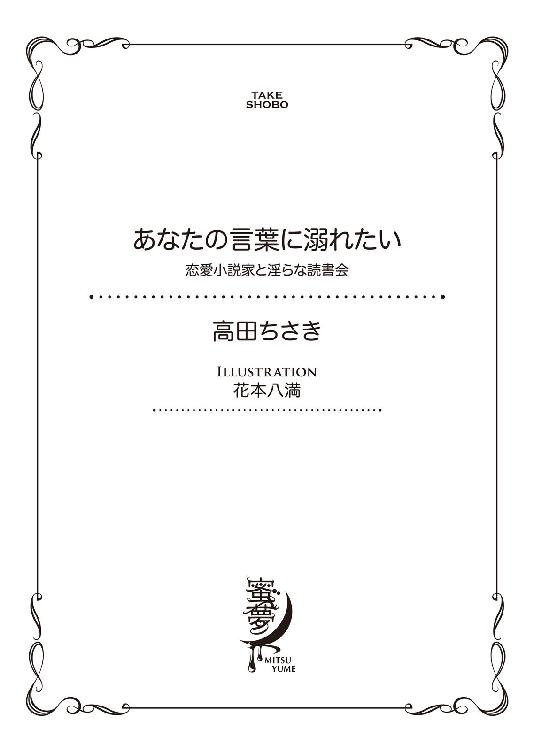 TAKE
SHOBO
あなたの言葉に溺れたい
恋愛小説家と淫らな読書会
高田ちさき
ILLUSTRATION
花本八満
蜜夢
MITSU
YUME